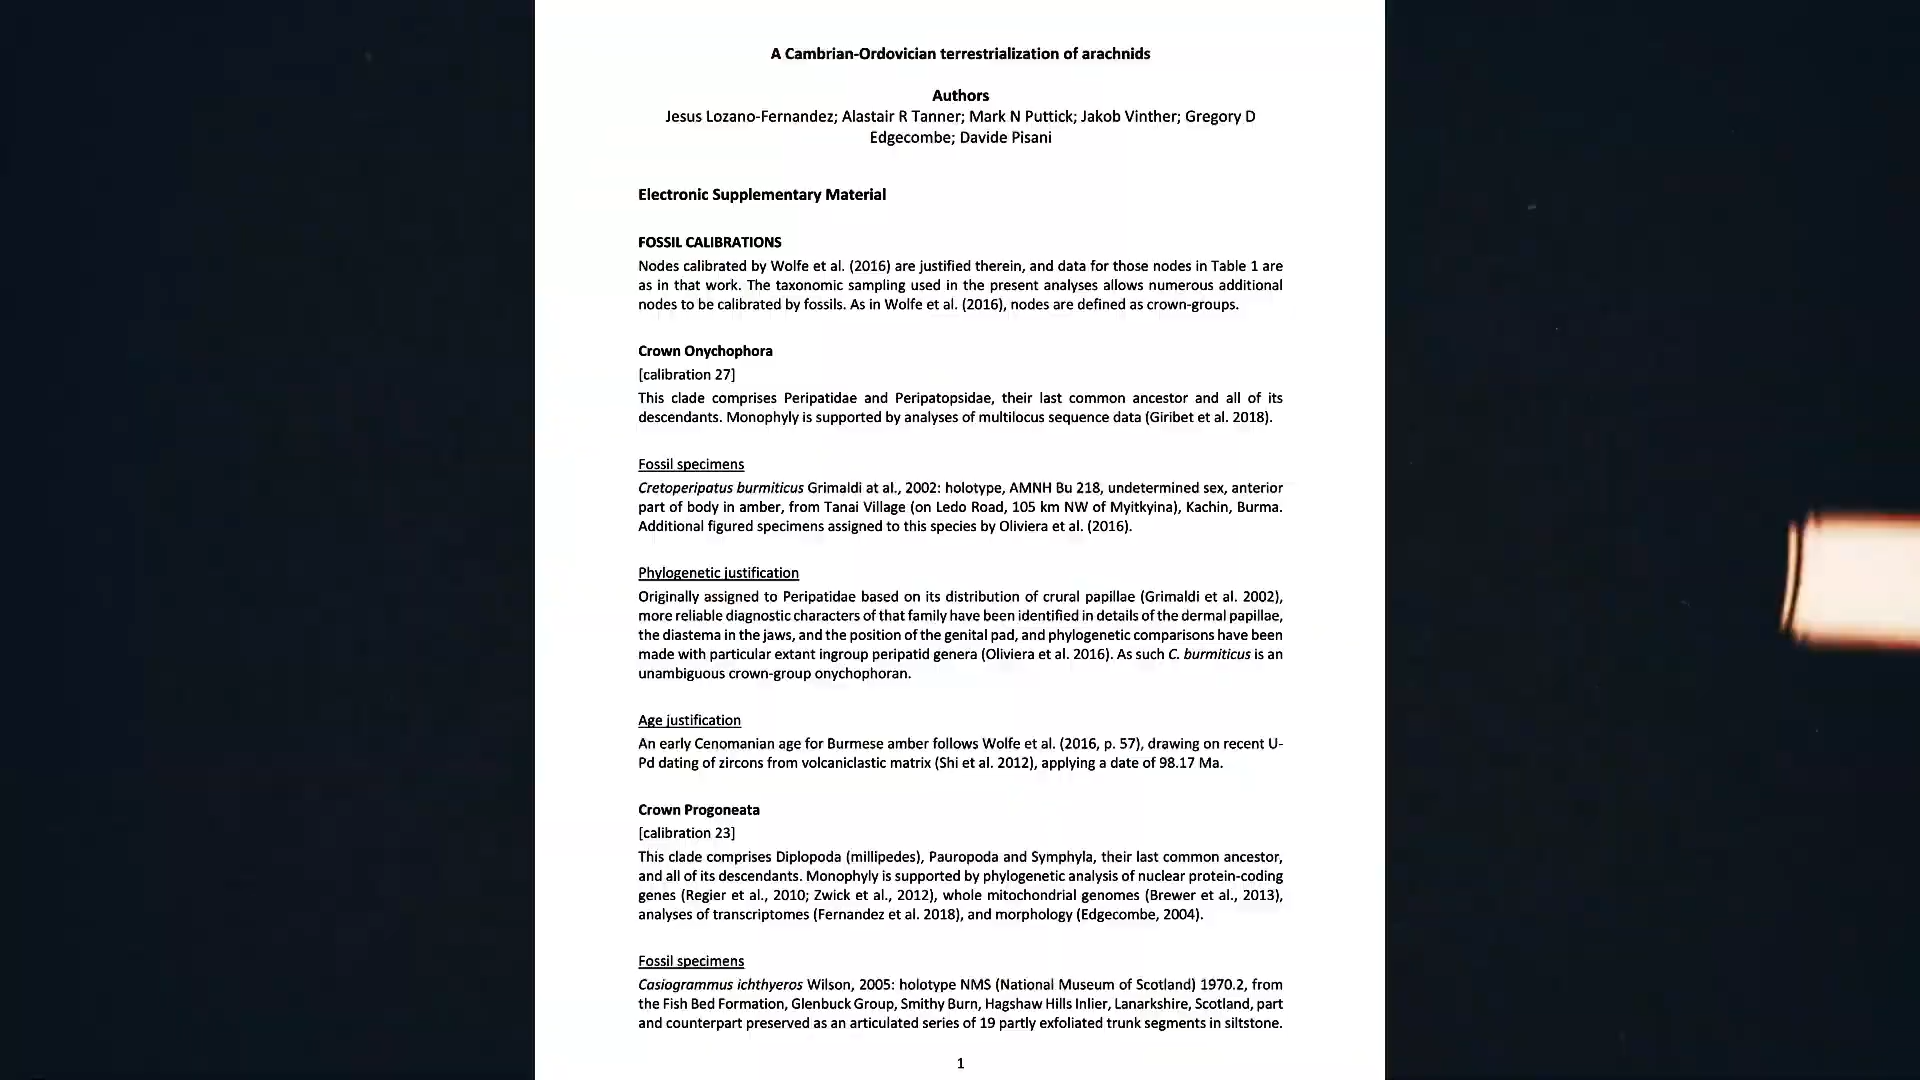 A Cambrian-Ordovician terrestrialization of arachnids
Authors
Jesus Lozano-Fernandez; Alastair R Tanner; Mark N Puttick; Jakob Vinther; Gregory D
Edgecombe; Davide Pisani
Electronic Supplementary Material
FOSSIL CALIBRATIONS
Nodes calibrated by Wolfe et al. (2016) are justified therein, and data for those nodes in Table 1 are
as in that work. The taxonomic sampling used in the present analyses allows numerous additional
nodes to be calibrated by fossils. As in Wolfe et al. (2016), nodes are defined as crown-groups.
Crown Onychophora
[calibration 27]
This clade comprises Peripatidae and Peripatopsidae, their last common ancestor and all of its
descendants. Monophyly is supported by analyses of multilocus sequence data (Giribet et al. 2018).
Fossil specimens
Cretoperipatus burmiticus Grimaldi at al., 2002: holotype, AMNH Bu 218, undetermined sex, anterior
part of body in amber, from Tanai Village (on Ledo Road, 105 km NW of Myitkyina), Kachin, Burma.
Additional figured specimens assigned to this species by Oliviera et al. (2016).
Phylogenetic justification
Originally assigned to Peripatidae based on its distribution of crural papillae (Grimaldi et al. 2002),
more reliable diagnostic characters of that family have been identified in details of the dermal papillae,
the diastema in the jaws, and the position of the genital pad, and phylogenetic comparisons have been
made with particular extant ingroup peripatid genera (Oliviera et al. 2016). As such C. burmiticus is an
unambiguous crown-group onychophoran.
Age justification
An early Cenomanian age for Burmese amber follows Wolfe et al. (2016, p. 57), drawing on recent U-
Pd dating of zircons from volcaniclastic matrix (Shi et al. 2012), applying a date of 98.17 Ma.
Crown Progoneata
[calibration 23]
This clade comprises Diplopoda (millipedes), Pauropoda and Symphyla, their last common ancestor,
and all of its descendants. Monophyly is supported by phylogenetic analysis of nuclear protein-coding
genes (Regier et al., 2010; Zwick et al., 2012), whole mitochondrial genomes (Brewer et al., 2013),
analyses of transcriptomes (Fernandez et al. 2018), and morphology (Edgecombe, 2004).
Fossil specimens
Casiogrammus ichthyeros Wilson, 2005: holotype NMS (National Museum of Scotland) 1970.2, from
the Fish Bed Formation, Glenbuck Group, Smithy Burn, Hagshaw Hills Inlier, Lanarkshire, Scotland, part
and counterpart preserved as an articulated series of 19 partly exfoliated trunk segments in siltstone.
1